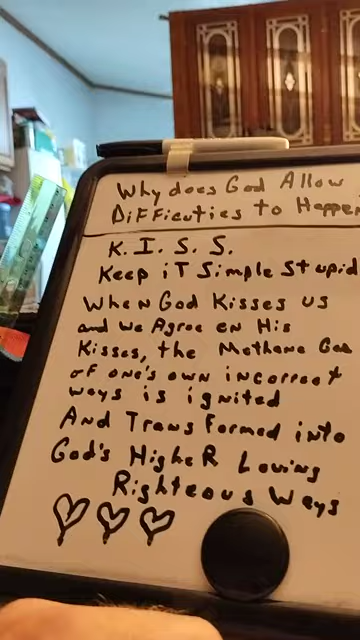 Why does God Allow
Difficuties to Happen
K. I. S. S.
Keep iT Simple Stupid
When God Kisses us
and we Agree on His
Kisses, the Methane Gas
of one's own incorrect
ways is ignited
And Transformed into
God's Higher Loving
Righteous Ways